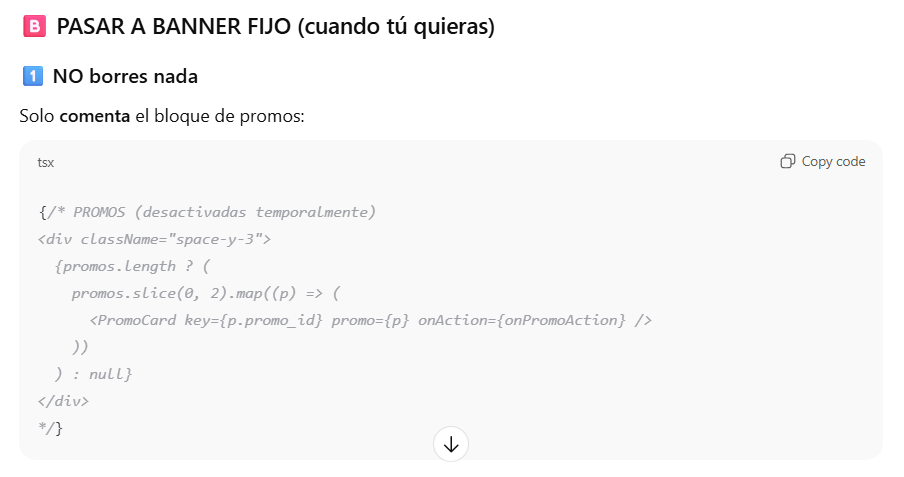 🅱️ PASAR A BANNER FIJO (cuando tú quieras)
1️⃣ NO borres nada
Solo comenta el bloque de promos:
tsx
Copy code
{/* PROMOS (desactivadas temporalmente)
<div className="space-y-3">
  {promos.length ? (
    promos.slice(0, 2).map((p) => (
      <PromoCard key={p.promo_id} promo={p} onAction={onPromoAction} />
    ))
  ) : null}
</div>
*/}